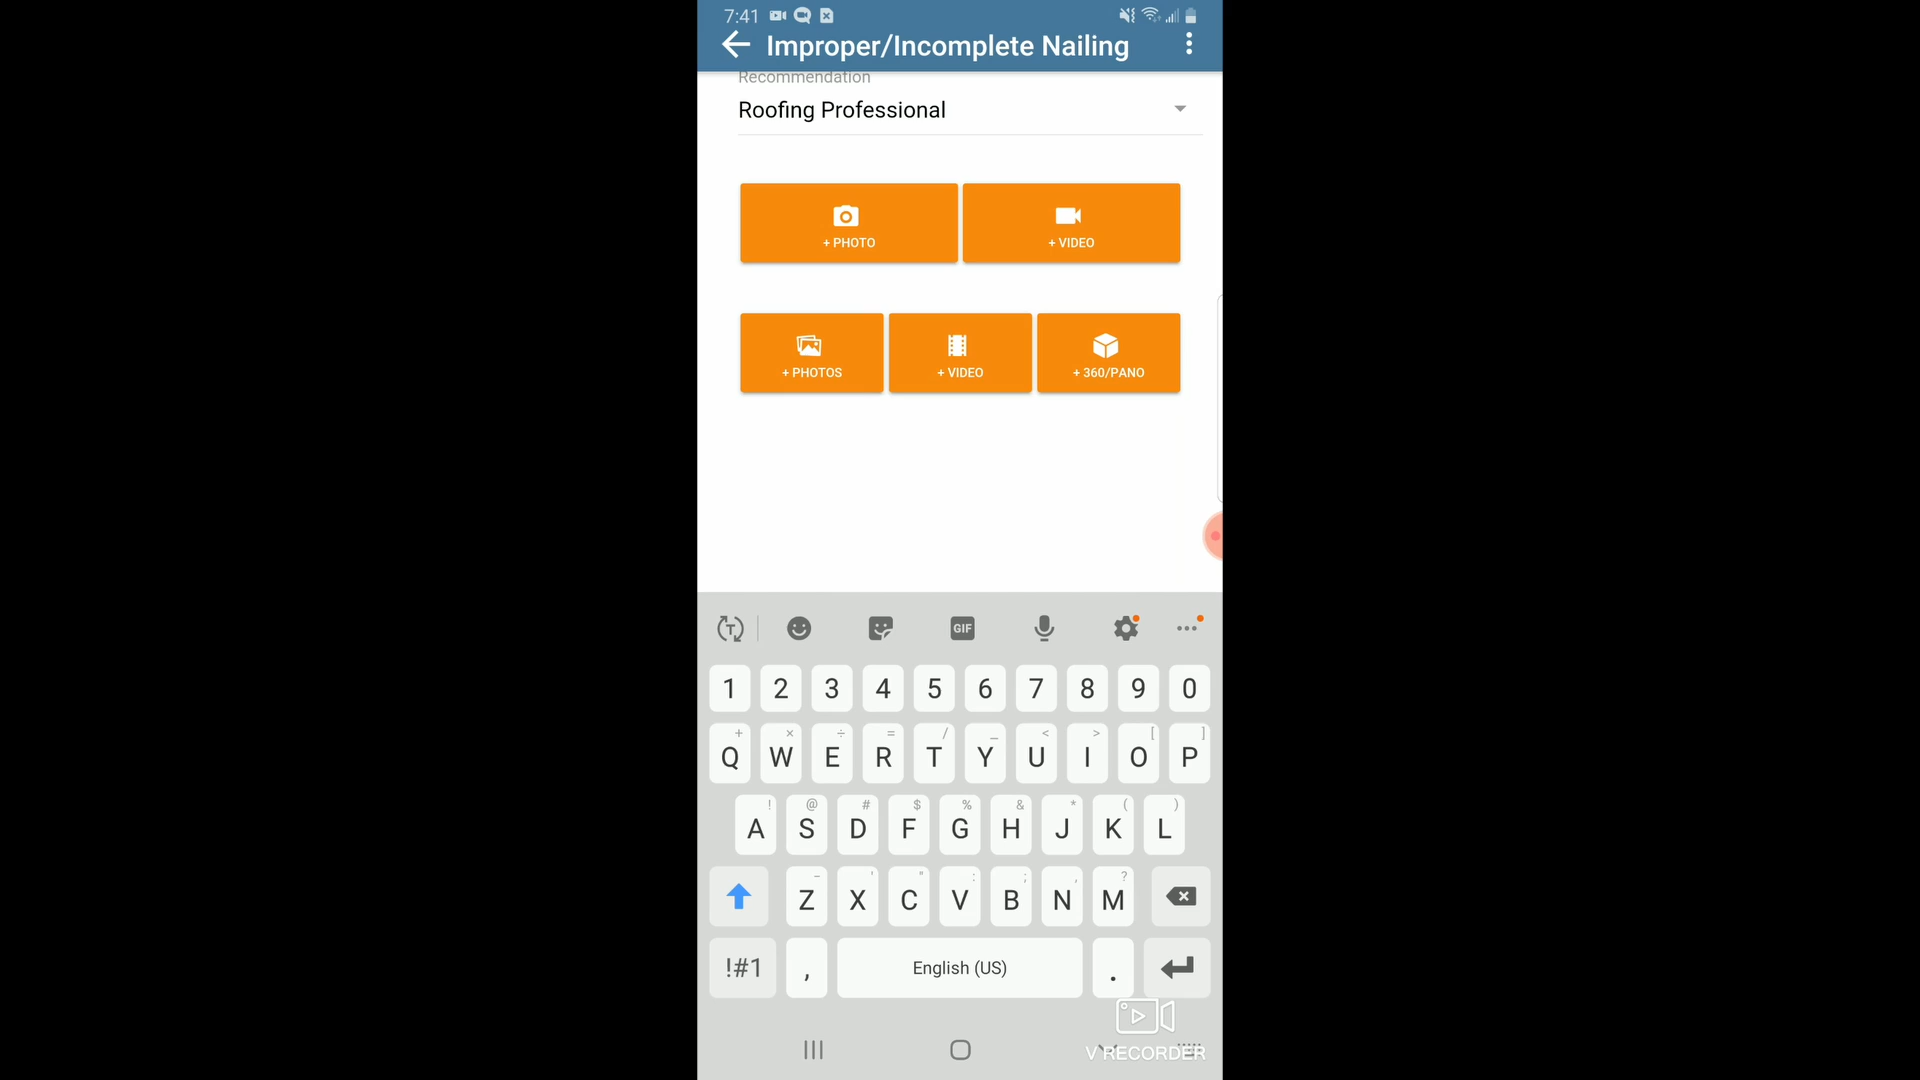 7:41
Improper/Incomplete Nailing
Recommendation
Roofing Professional
+ PHOTO
+ VIDEO
+ PHOTOS
+ VIDEO
+ 360/PANO
T
GIF
1 2 3 4 5 6 7 8 9 0
+ × ÷ = / _ < > [ ]
Q W E R T Y U I O P
! @ # $ % & * ( )
A S D F G H J K L
- ' " : ; , ?
Z X C V B N M
!#1 , English (US) .
V RECORDER